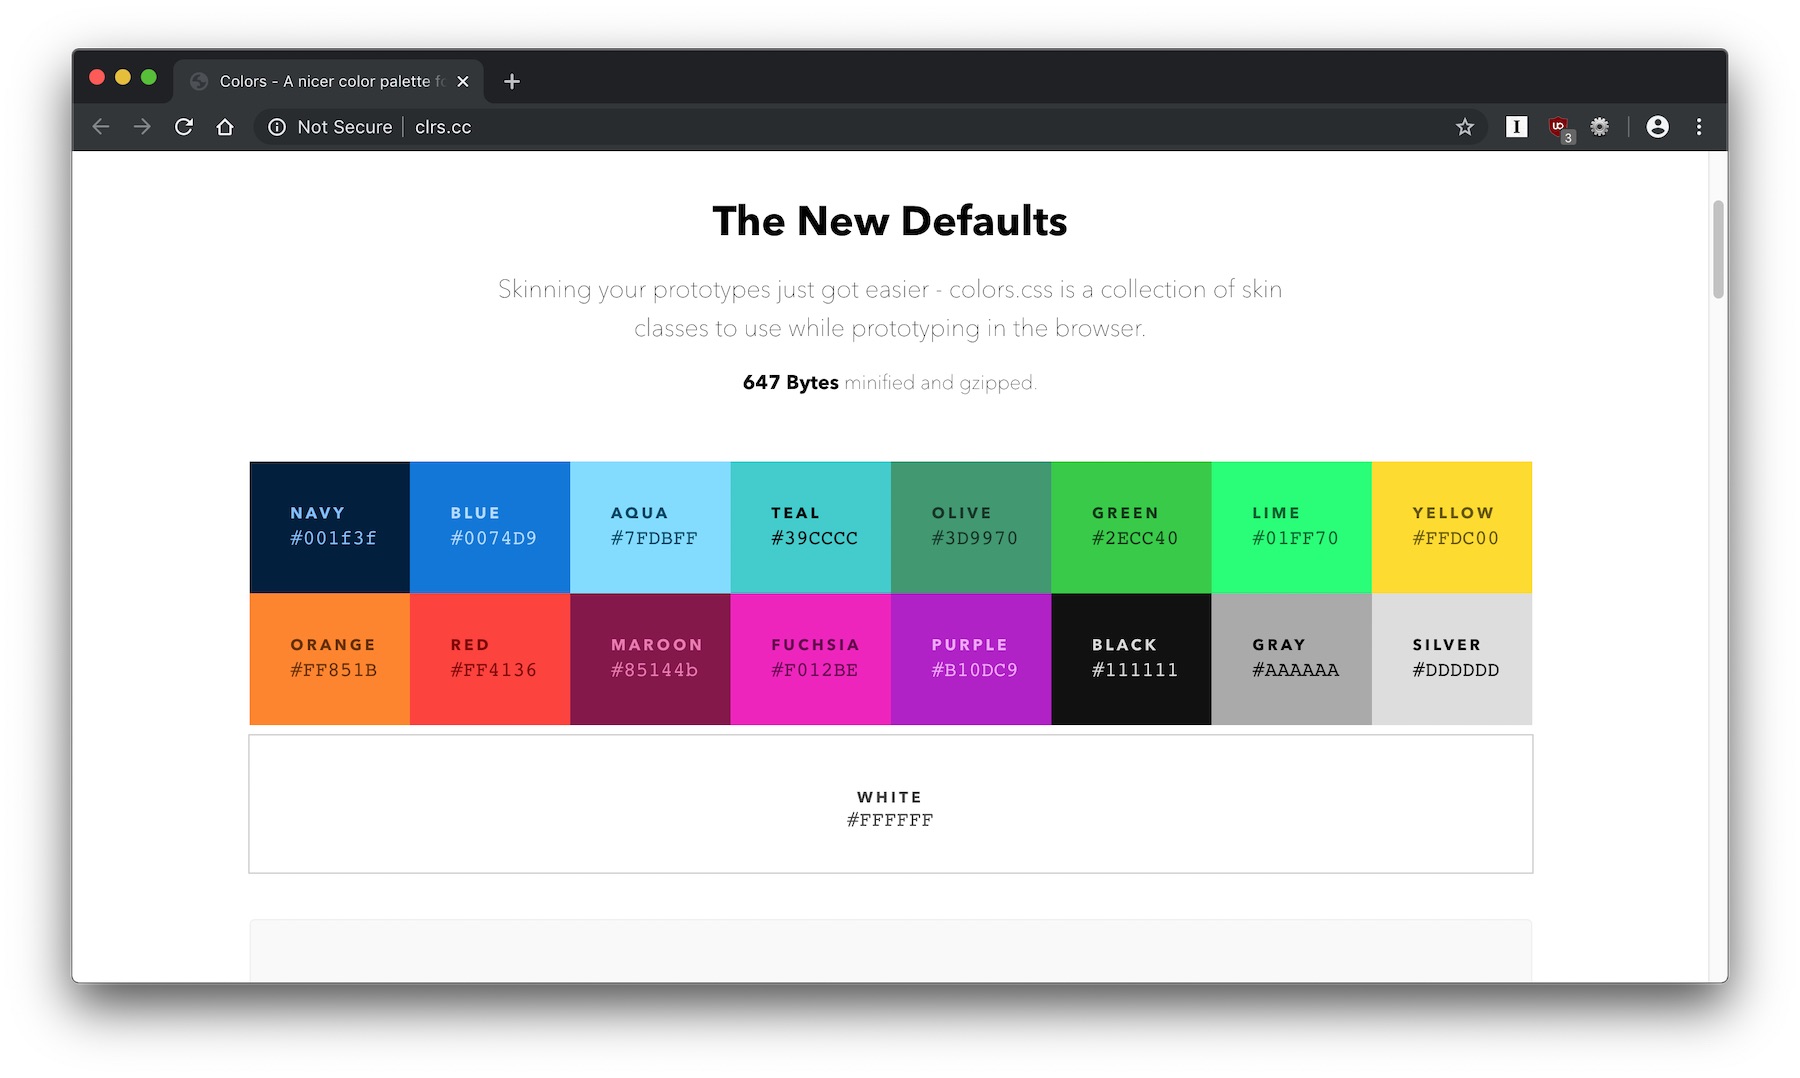 Colors - A nicer color palette fo
Not Secure clrs.cc
3
The New Defaults
Skinning your prototypes just got easier - colors.css is a collection of skin
classes to use while prototyping in the browser.
647 Bytes minified and gzipped.
NAVY BLUE AQUA TEAL OLIVE GREEN LIME YELLOW
#001f3f #0074D9 #7FDBFF #39CCCC #3D9970 #2ECC40 #01FF70 #FFDC00
ORANGE RED MAROON FUCHSIA PURPLE BLACK GRAY SILVER
#FF851B #FF4136 #85144b #F012BE #B10DC9 #111111 #AAAAAA #DDDDDD
WHITE
#FFFFFF